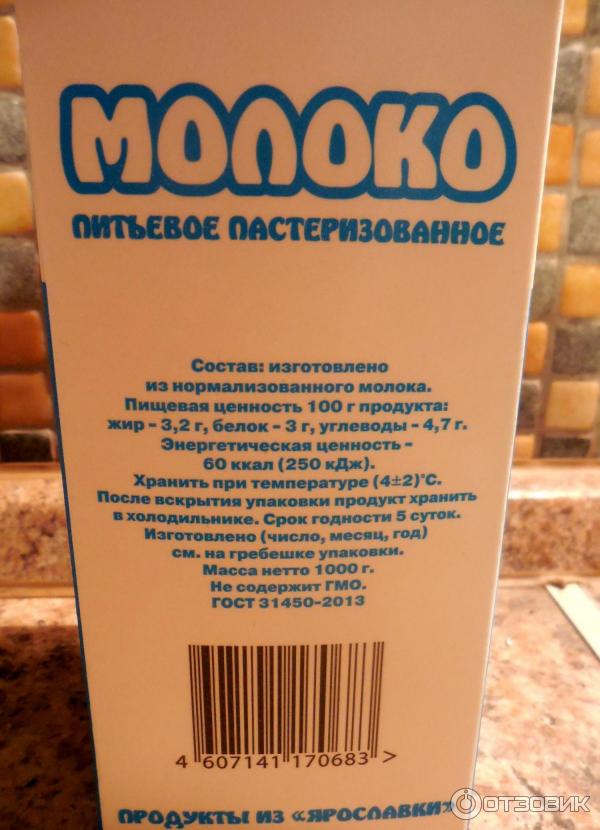 МОЛОКО
ПИТЬЕВОЕ ПАСТЕРИЗОВАННОЕ
Состав: изготовлено
из нормализованного молока.
Пищевая ценность 100 г продукта:
жир - 3,2 г, белок - 3 г, углеводы - 4,7 г.
Энергетическая ценность -
60 ккал (250 кДж).
Хранить при температуре (4±2)°С.
После вскрытия упаковки продукт хранить
в холодильнике. Срок годности 5 суток.
Изготовлено (число, месяц, год)
см. на гребешке упаковки.
Масса нетто 1000 г.
Не содержит ГМО.
ГОСТ 31450-2013
4 607141 170683 >
ПРОДУКТЫ ИЗ «ЯРОСЛАВКИ»
ОТЗОВИК